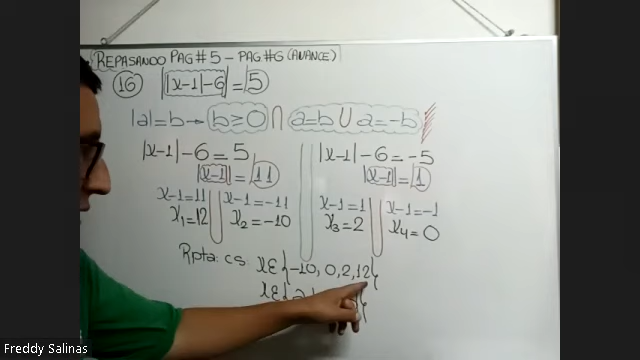 REPASANDO PAG#5 - PAG.#6 (AVANCE)
16 ||x-1|-6| = 5
|a|=b → b≥0 ∩ a=b U a=-b
|x-1|-6=5 |x-1|-6=-5
|x-1|=11 |x-1|=1
x-1=11 x-1=-11 x-1=1 x-1=-1
x₁=12 x₂=-10 x₃=2 x₄=0
Rpta: cs: xε{-10,0,2,12}
xε{
Freddy Salinas